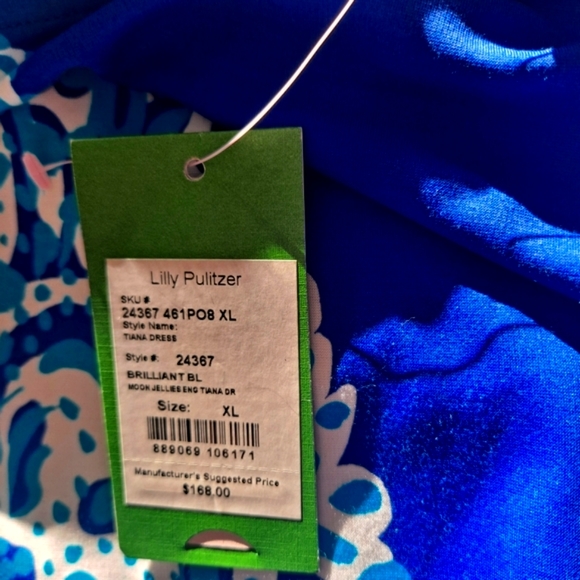 Lilly Pulitzer
SKU #
24367 461PO8 XL
Style Name:
TIANA DRESS
Style #: 24367
BRILLIANT BL
MOON JELLIES ENG TIANA DR
Size: XL
889069 106171
Manufacturer's Suggested Price
$168.00